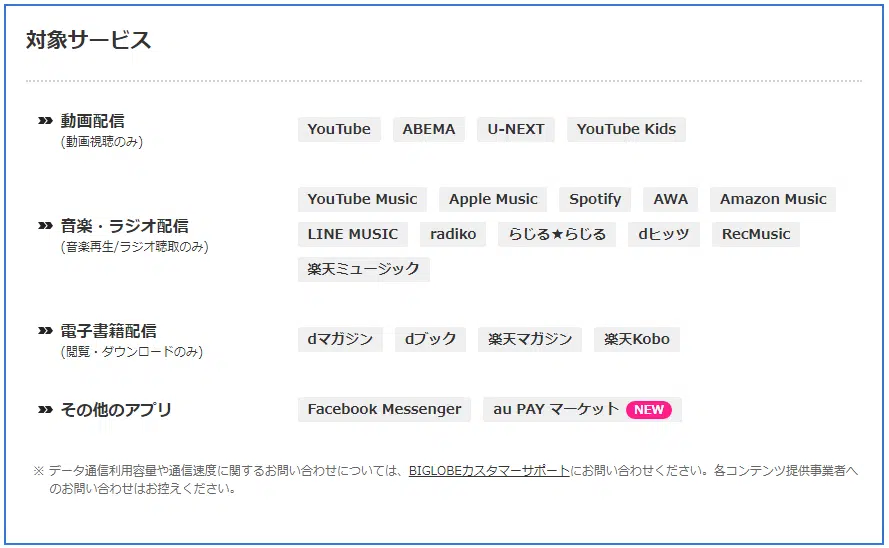 対象サービス
動画配信
(動画視聴のみ)
YouTube ABEMA U-NEXT YouTube Kids
音楽・ラジオ配信
(音楽再生/ラジオ聴取のみ)
YouTube Music Apple Music Spotify AWA Amazon Music
LINE MUSIC radiko らじる★らじる dヒッツ RecMusic
楽天ミュージック
電子書籍配信
(閲覧・ダウンロードのみ)
dマガジン dブック 楽天マガジン 楽天Kobo
その他のアプリ
Facebook Messenger au PAY マーケット NEW
※ データ通信利用容量や通信速度に関するお問い合わせについては、BIGLOBEカスタマーサポートにお問い合わせください。各コンテンツ提供事業者へ
のお問い合わせはお控えください。